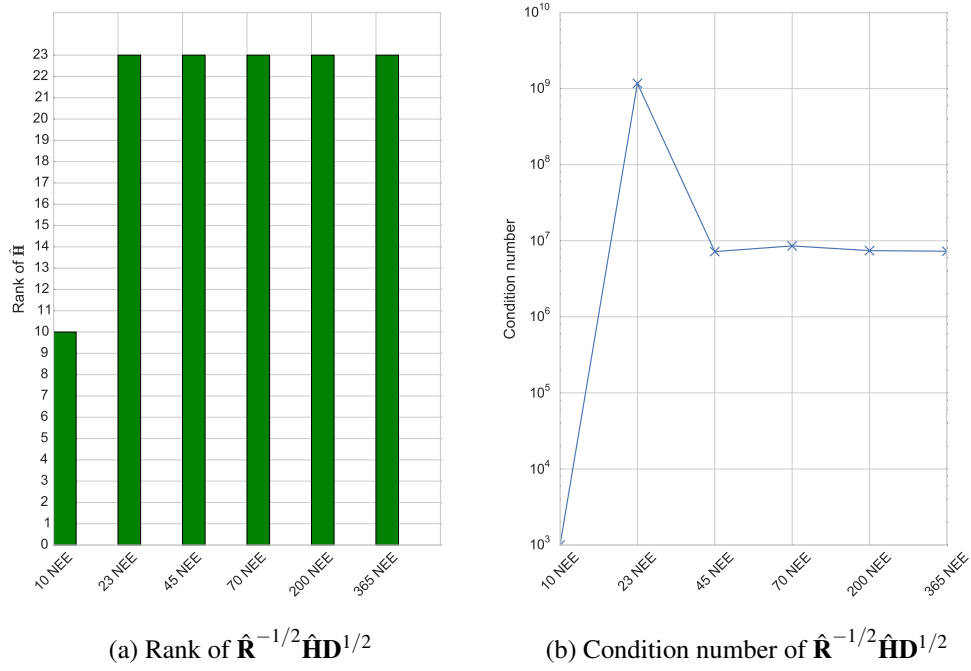 23
22
21
20
19
18
17
16
15
14
13
12
11
10
9
8
7
6
5
4
3
2
1
0
Rank of Ĥ
10 NEE
23 NEE
45 NEE
70 NEE
200 NEE
365 NEE
(a) Rank of R̂^{-1/2}ĤD^{1/2}
10^{10}
10^9
10^8
10^7
10^6
10^5
10^4
10^3
Condition number
10 NEE
23 NEE
45 NEE
70 NEE
200 NEE
365 NEE
(b) Condition number of R̂^{-1/2}ĤD^{1/2}